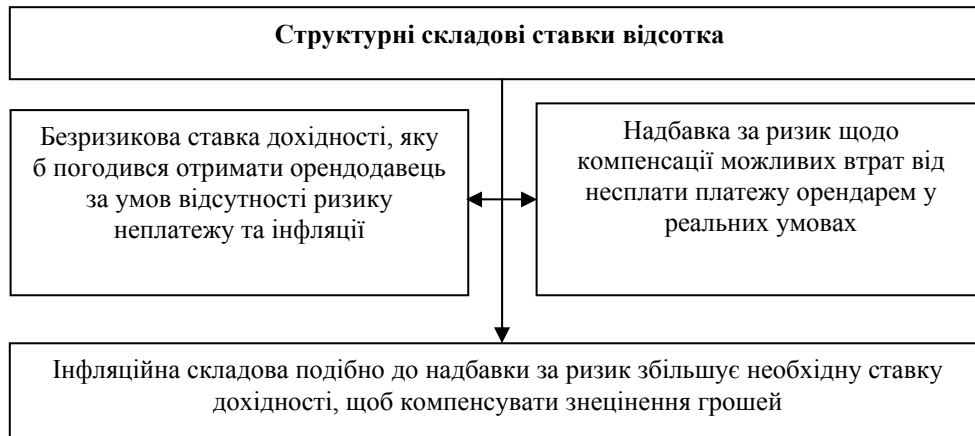 Структурні складові ставки відсотка
Безризикова ставка дохідності, яку
б погодився отримати орендодавець
за умов відсутності ризику
неплатежу та інфляції
Надбавка за ризик щодо
компенсації можливих втрат від
несплати платежу орендарем у
реальних умовах
Інфляційна складова подібно до надбавки за ризик збільшує необхідну ставку
дохідності, щоб компенсувати знецінення грошей